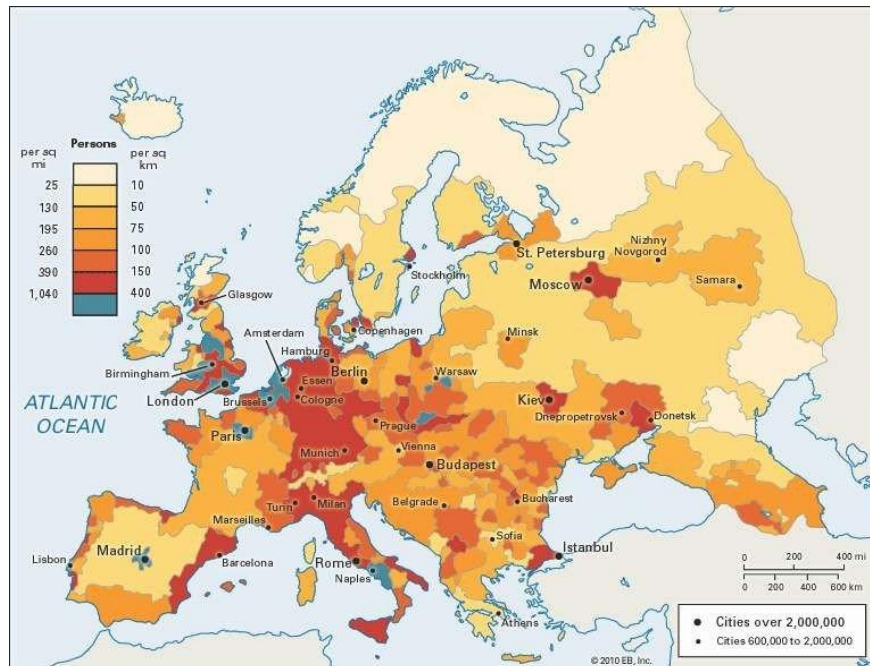 Persons
per sq mi
per sq km
25 10
130 50
195 75
260 100
390 150
1,040 400
ATLANTIC
OCEAN
Glasgow
Birmingham
London
Amsterdam
Brussels
Paris
Hamburg
Essen
Cologne
Berlin
Copenhagen
Stockholm
St. Petersburg
Nizhny
Novgorod
Moscow
Samara
Minsk
Warsaw
Kiev
Dnepropetrovsk
Donetsk
Prague
Munich
Vienna
Budapest
Turin
Milan
Marseilles
Belgrade
Bucharest
Sofia
Istanbul
Lisbon
Madrid
Barcelona
Rome
Naples
Athens
0 200 400 mi
0 200 400 600 km
Cities over 2,000,000
Cities 600,000 to 2,000,000
© 2010 EB, Inc.